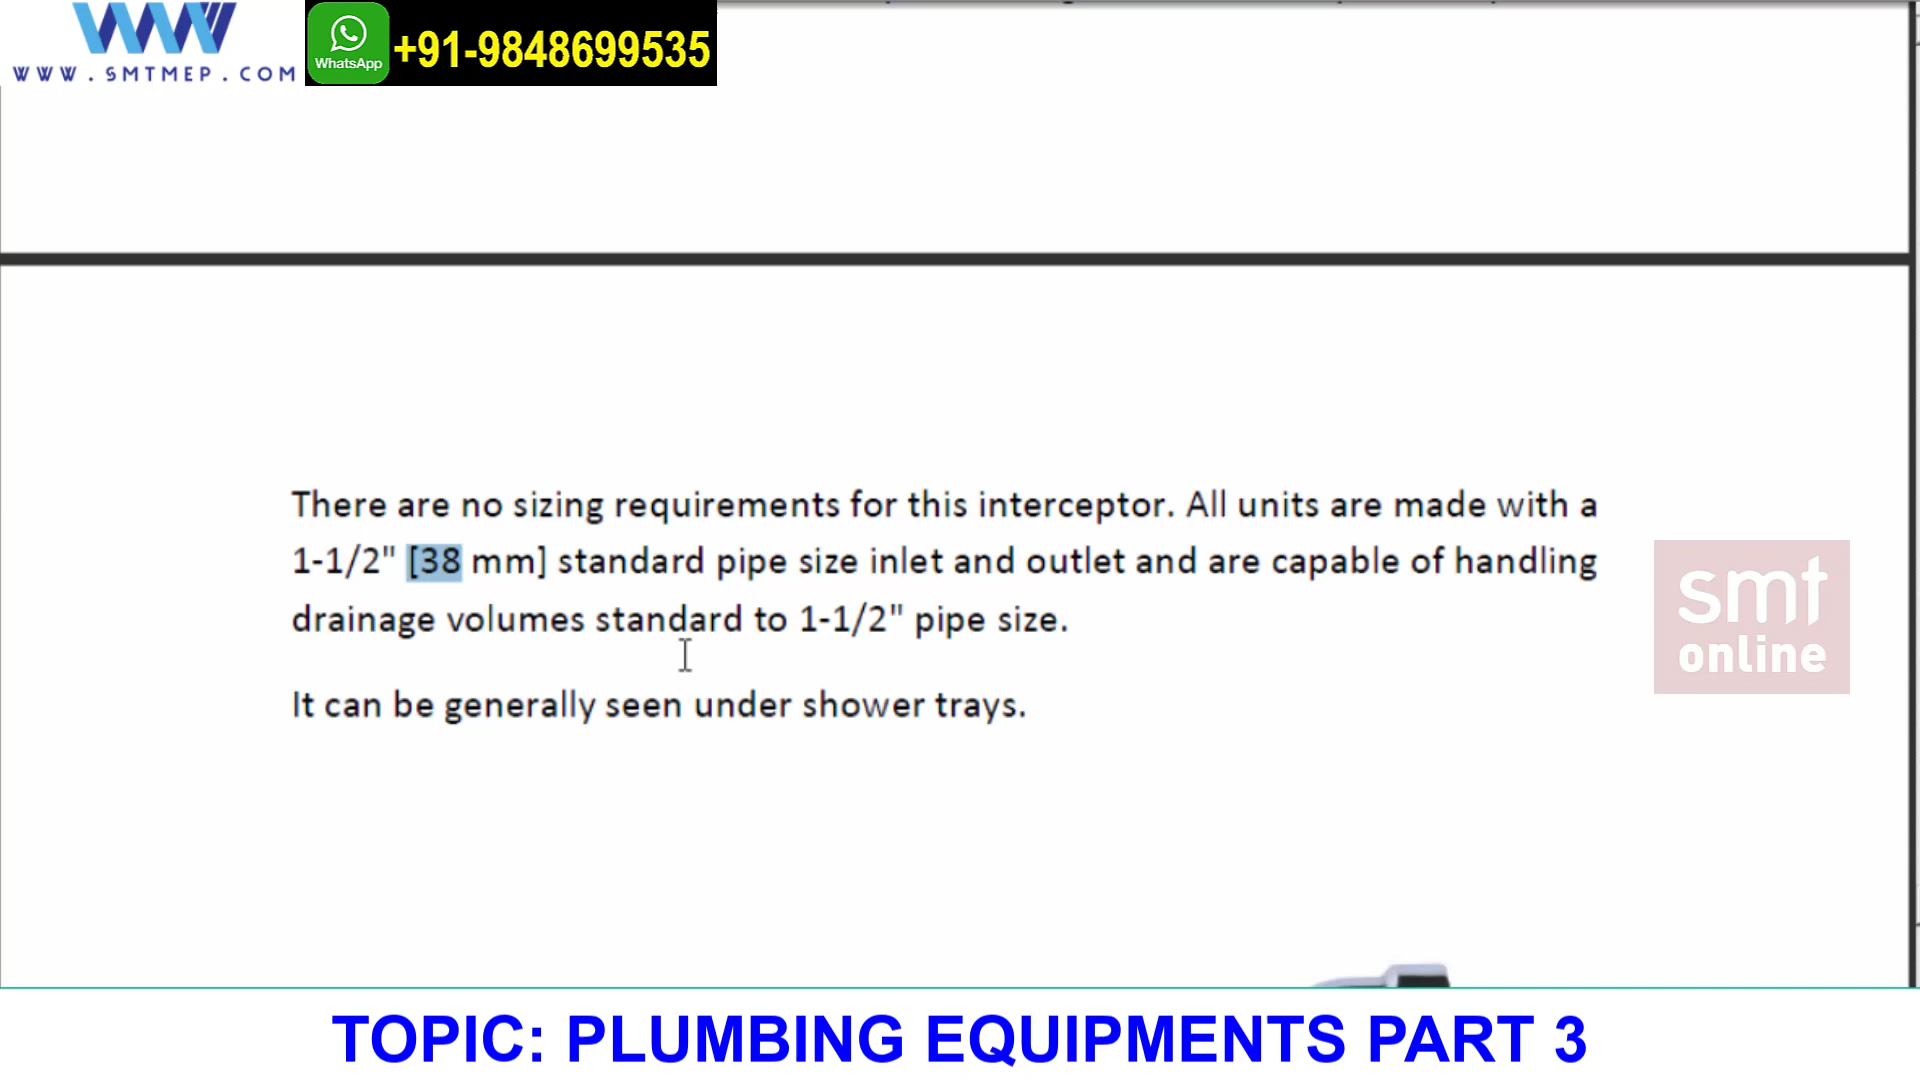 WWW.SMTMEP.COM
WhatsApp
+91-9848699535
There are no sizing requirements for this interceptor. All units are made with a
1-1/2" [38 mm] standard pipe size inlet and outlet and are capable of handling
drainage volumes standard to 1-1/2" pipe size.
It can be generally seen under shower trays.
smt
online
TOPIC: PLUMBING EQUIPMENTS PART 3